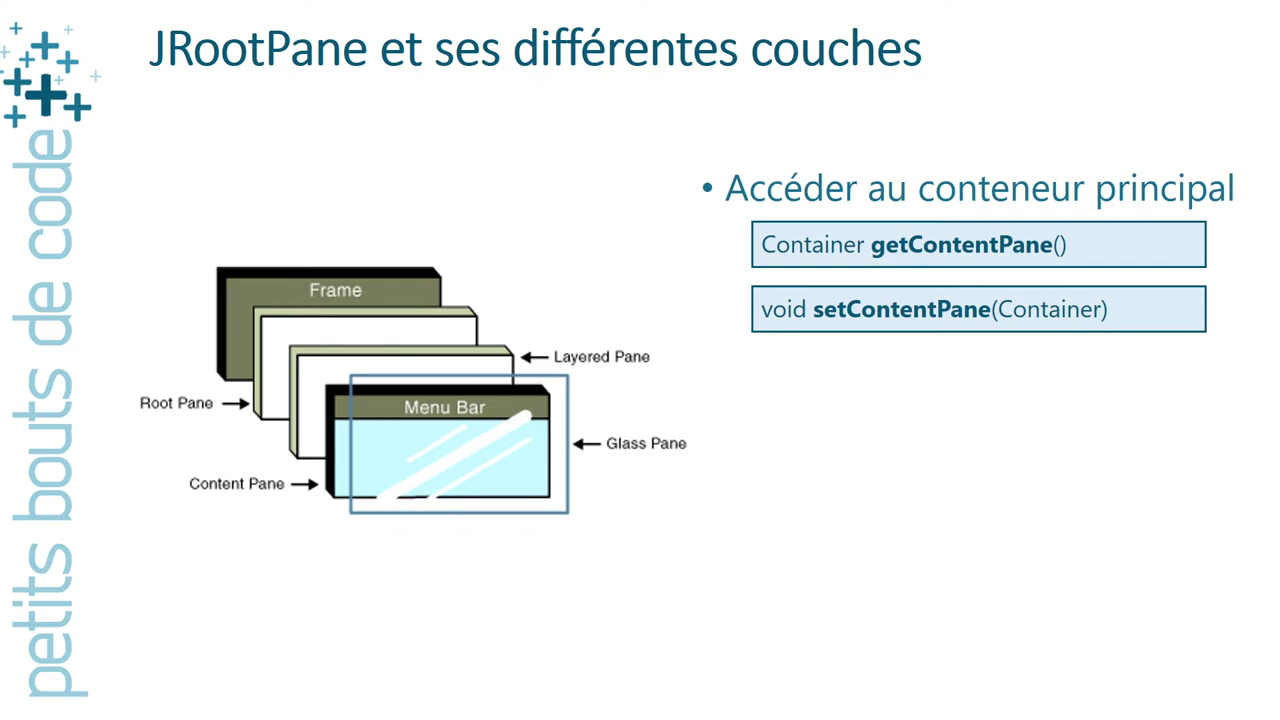 JRootPane et ses différentes couches
petits bouts de code
• Accéder au conteneur principal
Container getContentPane()
void setContentPane(Container)
Frame
Layered Pane
Root Pane
Menu Bar
Glass Pane
Content Pane